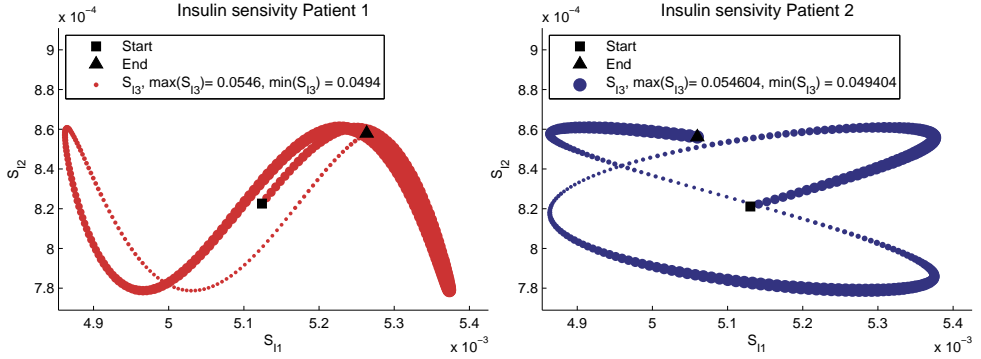 Insulin sensivity Patient 1
x 10⁻⁴
9
8.8
8.6
8.4
8.2
8
7.8
S_I2
Start
End
S_I3, max(S_I3)= 0.0546, min(S_I3) = 0.0494
4.9
5
5.1
5.2
5.3
5.4
S_I1
x 10⁻³
Insulin sensivity Patient 2
x 10⁻⁴
9
8.8
8.6
8.4
8.2
8
7.8
S_I2
Start
End
S_I3, max(S_I3)= 0.054604, min(S_I3) = 0.049404
4.9
5
5.1
5.2
5.3
5.4
S_I1
x 10⁻³